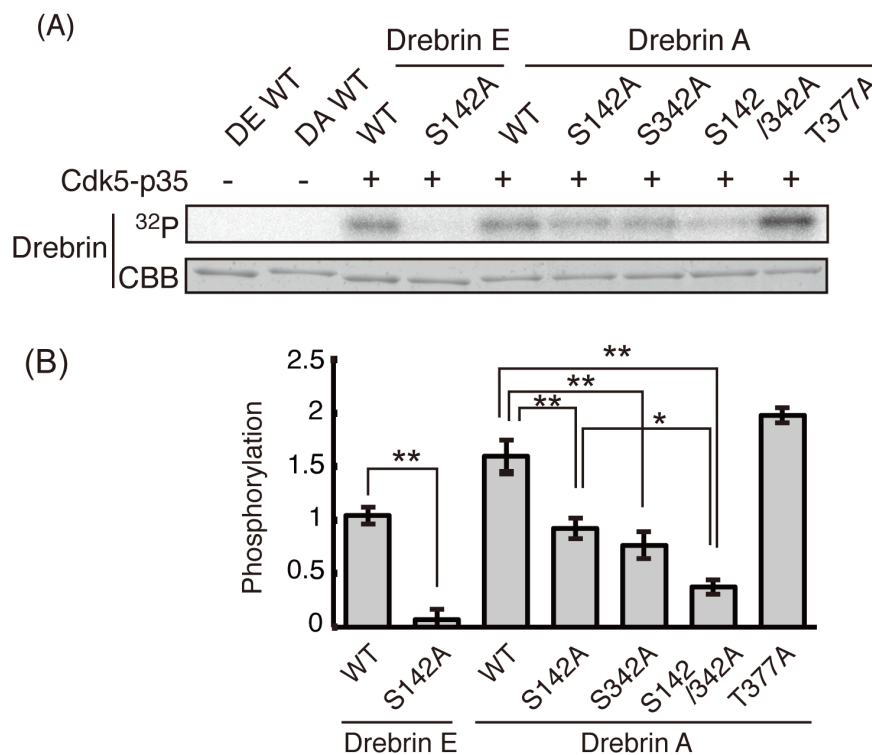 (A)
Drebrin E
Drebrin A
DE WT
DA WT
WT
S142A
WT
S142A
S342A
S142
/342A
T377A
Cdk5-p35 - - + + + + + + +
Drebrin
32P
CBB
(B)
Phosphorylation
2.5
2
1.5
1
0.5
0
**
**
**
**
*
WT
S142A
WT
S142A
S342A
S142
/342A
T377A
Drebrin E
Drebrin A